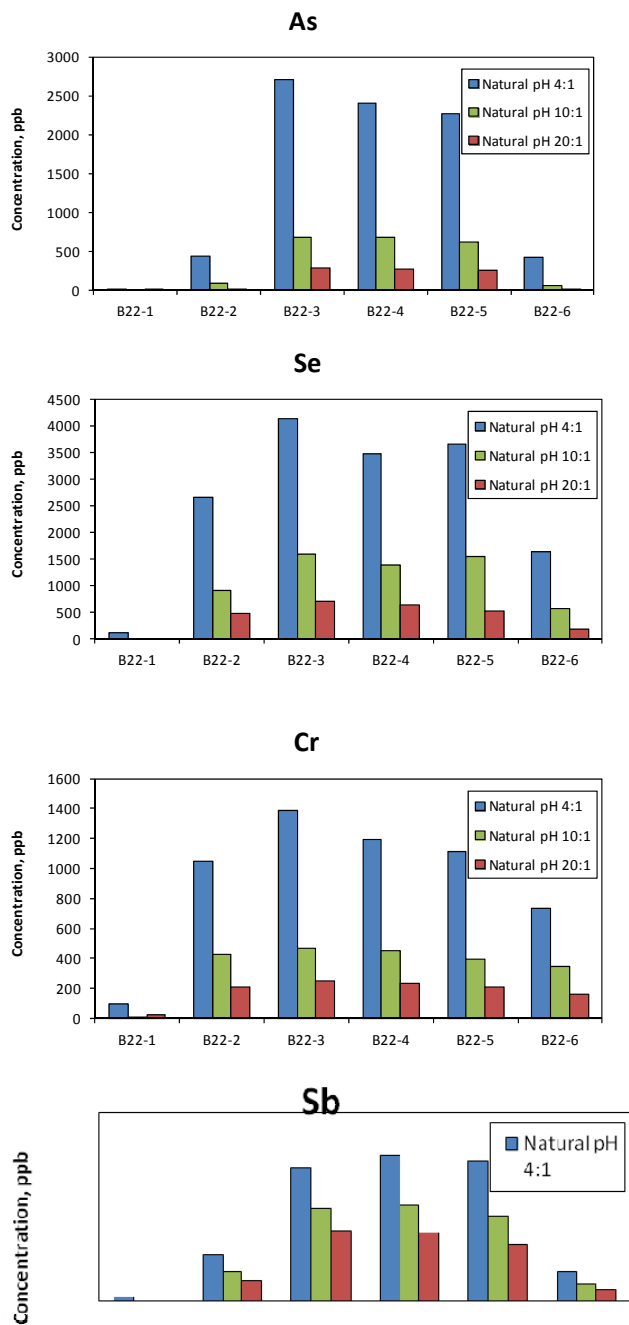 As
3000
2500
2000
1500
1000
500
0
Concentration, ppb
Natural pH 4:1
Natural pH 10:1
Natural pH 20:1
B22-1 B22-2 B22-3 B22-4 B22-5 B22-6
Se
4500
4000
3500
3000
2500
2000
1500
1000
500
0
Concentration, ppb
Natural pH 4:1
Natural pH 10:1
Natural pH 20:1
B22-1 B22-2 B22-3 B22-4 B22-5 B22-6
Cr
1600
1400
1200
1000
800
600
400
200
0
Concentration, ppb
Natural pH 4:1
Natural pH 10:1
Natural pH 20:1
B22-1 B22-2 B22-3 B22-4 B22-5 B22-6
Sb
Concentration, ppb
Natural pH
4:1